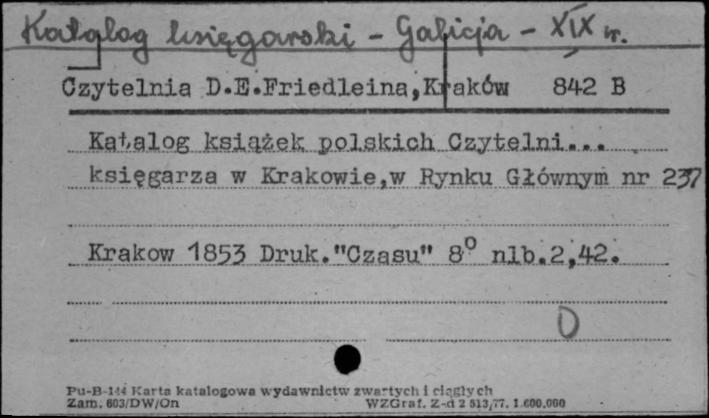 Katalog księgarski - Galicja - XIX w.
Czytelnia D.E.Friedleina,Kraków 842 B
Katalog książek polskich Czytelni...
księgarza w Krakowie,w Rynku Głównym nr 237
Krakow 1853 Druk."Czasu" 8° nlb.2,42.
O
Pu-B-144 Karta katalogowa wydawnictw zwartych i ciągłych
Zam. 603/DW/On WZGraf. Z-d 2 513/77. 1.600.000